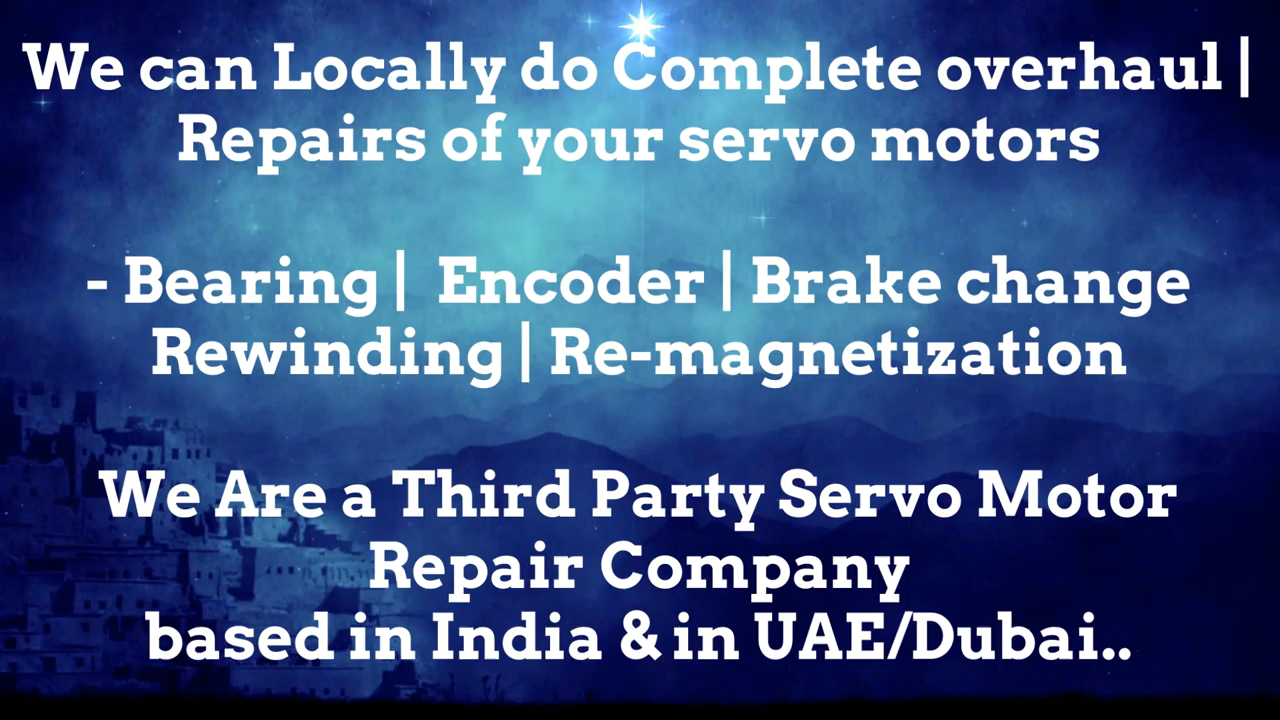 We can Locally do Complete overhaul |
Repairs of your servo motors
- Bearing | Encoder | Brake change
Rewinding | Re-magnetization
We Are a Third Party Servo Motor
Repair Company
based in India & in UAE/Dubai..